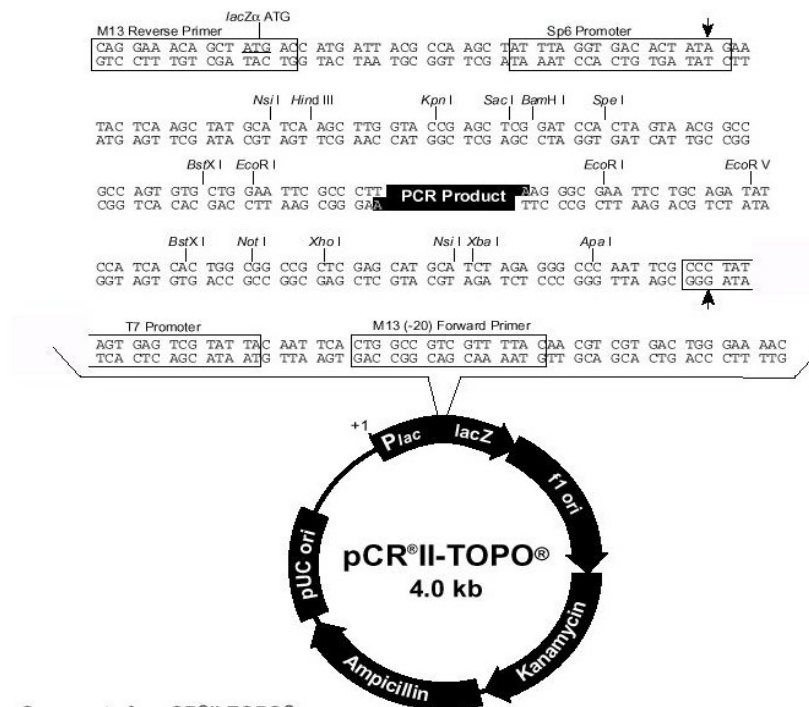 lacZα ATG
M13 Reverse Primer Sp6 Promoter
CAG GAA ACA GCT ATG ACC ATG ATT ACG CCA AGC TAT TTA GGT GAC ACT ATA GAA
GTC CTT TGT CGA TAC TGG TAC TAA TGC GGT TCG ATA AAT CCA CTG TGA TAT CTT
Nsi I Hind III Kpn I Sac I BamH I Spe I
TAC TCA AGC TAT GCA TCA AGC TTG GTA CCG AGC TCG GAT CCA CTA GTA ACG GCC
ATG AGT TCG ATA CGT AGT TCG AAC CAT GGC TCG AGC CTA GGT GAT CAT TGC CGG
BstX I EcoR I EcoR I EcoR V
GCC AGT GTG CTG GAA TTC GCC CTT PCR Product AAG GGC GAA TTC TGC AGA TAT
CGG TCA CAC GAC CTT AAG CGG GAA TTC CCG CTT AAG ACG TCT ATA
BstX I Not I Xho I Nsi I Xba I Apa I
CCA TCA CAC TGG CGG CCG CTC GAG CAT GCA TCT AGA GGG CCC AAT TCG CCC TAT
GGT AGT GTG ACC GCC GGC GAG CTC GTA CGT AGA TCT CCC GGG TTA AGC GGG ATA
T7 Promoter M13 (-20) Forward Primer
AGT GAG TCG TAT TAC AAT TCA CTG GCC GTC GTT TTA CAA CGT CGT GAC TGG GAA AAC
TCA CTC AGC ATA ATG TTA AGT GAC CGG CAG CAA AAT GTT GCA GCA CTG ACC CTT TTG
+1
Plac lacZ
f1 ori
pUC ori
pCR®II-TOPO®
4.0 kb
Kanamycin
Ampicillin